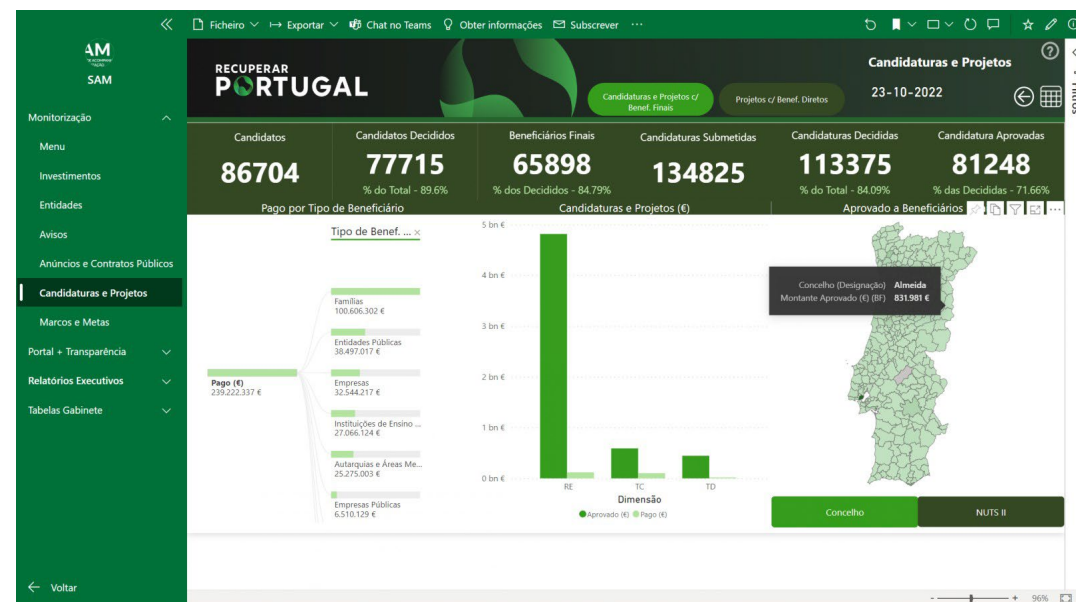 Ficheiro
Exportar
Chat no Teams
Obter informações
Subscrever
SAM
Monitorização
Menu
Investimentos
Entidades
Avisos
Anúncios e Contratos Públicos
Candidaturas e Projetos
Marcos e Metas
Portal + Transparência
Relatórios Executivos
Tabelas Gabinete
Voltar
RECUPERAR
PORTUGAL
Candidaturas e Projetos c/
Benef. Finais
Projetos c/ Benef. Diretos
Candidaturas e Projetos
23-10-2022
Candidatos
86704
Candidatos Decididos
77715
% do Total - 89.6%
Beneficiários Finais
65898
% dos Decididos - 84.79%
Candidaturas Submetidas
134825
Candidaturas Decididas
113375
% do Total - 84.09%
Candidatura Aprovadas
81248
% das Decididas - 71.66%
Pago por Tipo de Beneficiário
Tipo de Benef. ...
Pago (€)
239.222.337 €
Famílias
100.606.302 €
Entidades Públicas
38.497.017 €
Empresas
32.544.217 €
Instituições de Ensino ...
27.066.124 €
Autarquias e Áreas Me...
25.275.003 €
Empresas Públicas
6.510.129 €
Candidaturas e Projetos (€)
5 bn €
4 bn €
3 bn €
2 bn €
1 bn €
0 bn €
RE TC TD
Dimensão
Aprovado (€) Pago (€)
Aprovado a Beneficiários
Concelho (Designação) Almeida
Montante Aprovado (€) (BF) 831.981 €
Concelho
NUTS II
96%